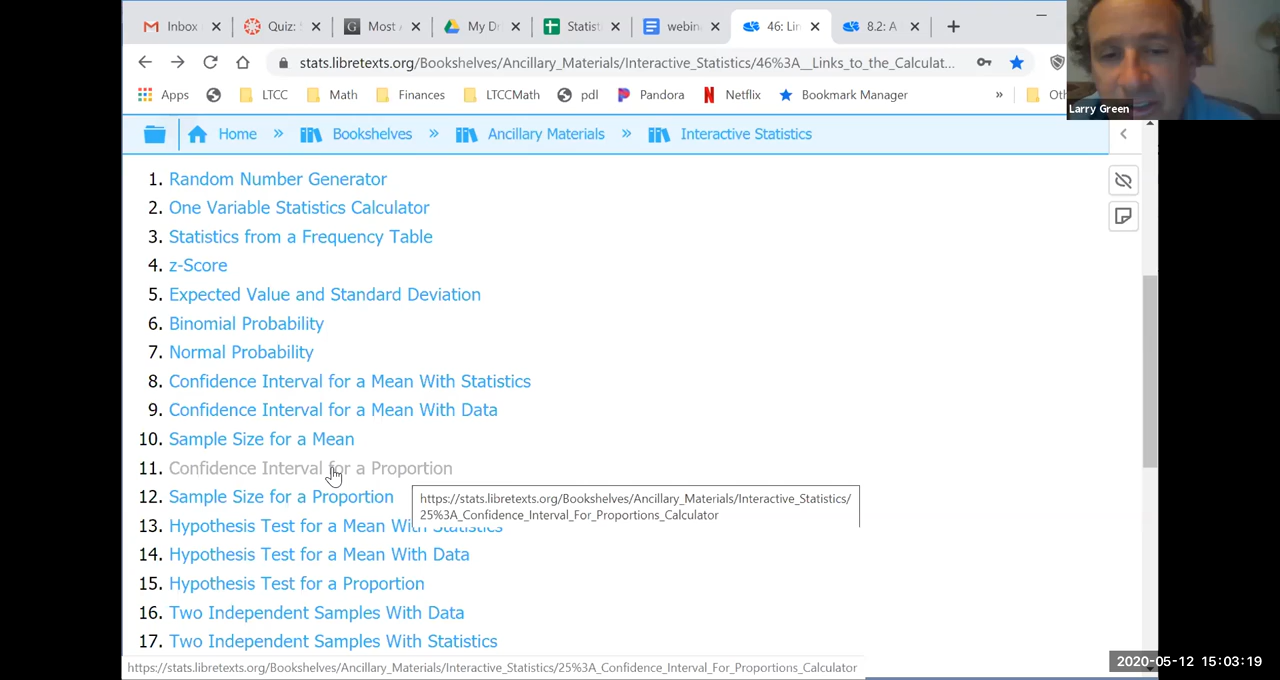 Inbox
Quiz:
Most
My Dr
Statist
webin
46: Lin
8.2: A
stats.libretexts.org/Bookshelves/Ancillary_Materials/Interactive_Statistics/46%3A__Links_to_the_Calculat...
Apps
LTCC
Math
Finances
LTCCMath
pdl
Pandora
Netflix
Bookmark Manager
»
Oth
Larry Green
Home » Bookshelves » Ancillary Materials » Interactive Statistics
1. Random Number Generator
2. One Variable Statistics Calculator
3. Statistics from a Frequency Table
4. z-Score
5. Expected Value and Standard Deviation
6. Binomial Probability
7. Normal Probability
8. Confidence Interval for a Mean With Statistics
9. Confidence Interval for a Mean With Data
10. Sample Size for a Mean
11. Confidence Interval for a Proportion
12. Sample Size for a Proportion
https://stats.libretexts.org/Bookshelves/Ancillary_Materials/Interactive_Statistics/
25%3A_Confidence_Interval_For_Proportions_Calculator
13. Hypothesis Test for a Mean With Statistics
14. Hypothesis Test for a Mean With Data
15. Hypothesis Test for a Proportion
16. Two Independent Samples With Data
17. Two Independent Samples With Statistics
https://stats.libretexts.org/Bookshelves/Ancillary_Materials/Interactive_Statistics/25%3A_Confidence_Interval_For_Proportions_Calculator
2020-05-12 15:03:19